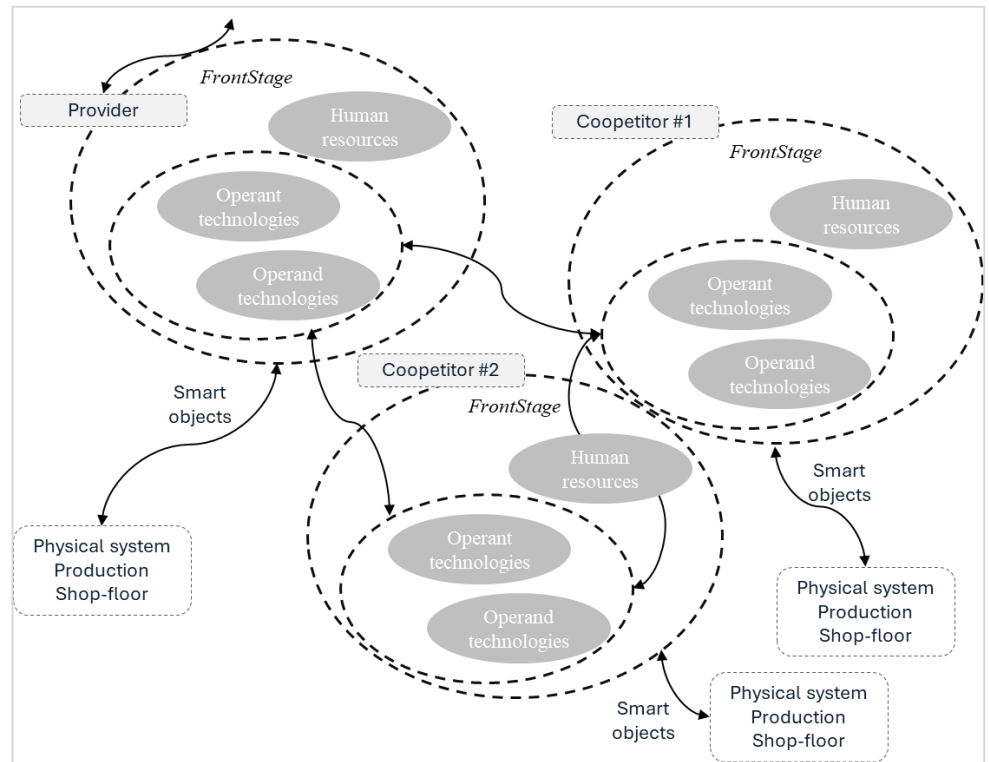 FrontStage
Provider
Human
resources
Operant
technologies
Operand
technologies
Coopetitor #1
FrontStage
Human
resources
Operant
technologies
Operand
technologies
Coopetitor #2
FrontStage
Human
resources
Operant
technologies
Operand
technologies
Smart
objects
Physical system
Production
Shop-floor
Smart
objects
Physical system
Production
Shop-floor
Smart
objects
Physical system
Production
Shop-floor